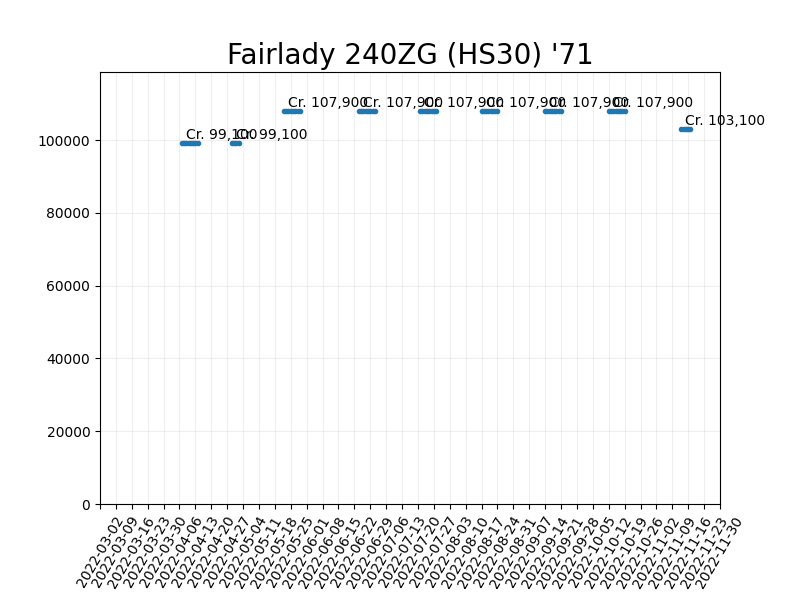 Fairlady 240ZG (HS30) '71
Cr. 107,900 Cr. 107,900 Cr. 107,900 Cr. 107,900 Cr. 107,900 Cr. 107,900
Cr. 103,100
Cr. 99,100 Cr. 99,100
100000
80000
60000
40000
20000
0
2022-03-02 2022-03-09 2022-03-16 2022-03-23 2022-03-30 2022-04-06 2022-04-13 2022-04-20 2022-04-27 2022-05-04 2022-05-11 2022-05-18 2022-05-25 2022-06-01 2022-06-08 2022-06-15 2022-06-22 2022-06-29 2022-07-06 2022-07-13 2022-07-20 2022-07-27 2022-08-03 2022-08-10 2022-08-17 2022-08-24 2022-08-31 2022-09-07 2022-09-14 2022-09-21 2022-09-28 2022-10-05 2022-10-12 2022-10-19 2022-10-26 2022-11-02 2022-11-09 2022-11-16 2022-11-23 2022-11-30